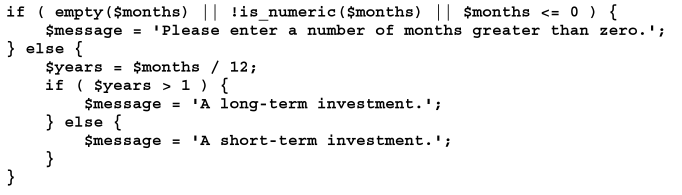 if ( empty($months) || !is_numeric($months) || $months <= 0 ) {
    $message = 'Please enter a number of months greater than zero.';
} else {
    $years = $months / 12;
    if ( $years > 1 ) {
        $message = 'A long-term investment.';
    } else {
        $message = 'A short-term investment.';
    }
}